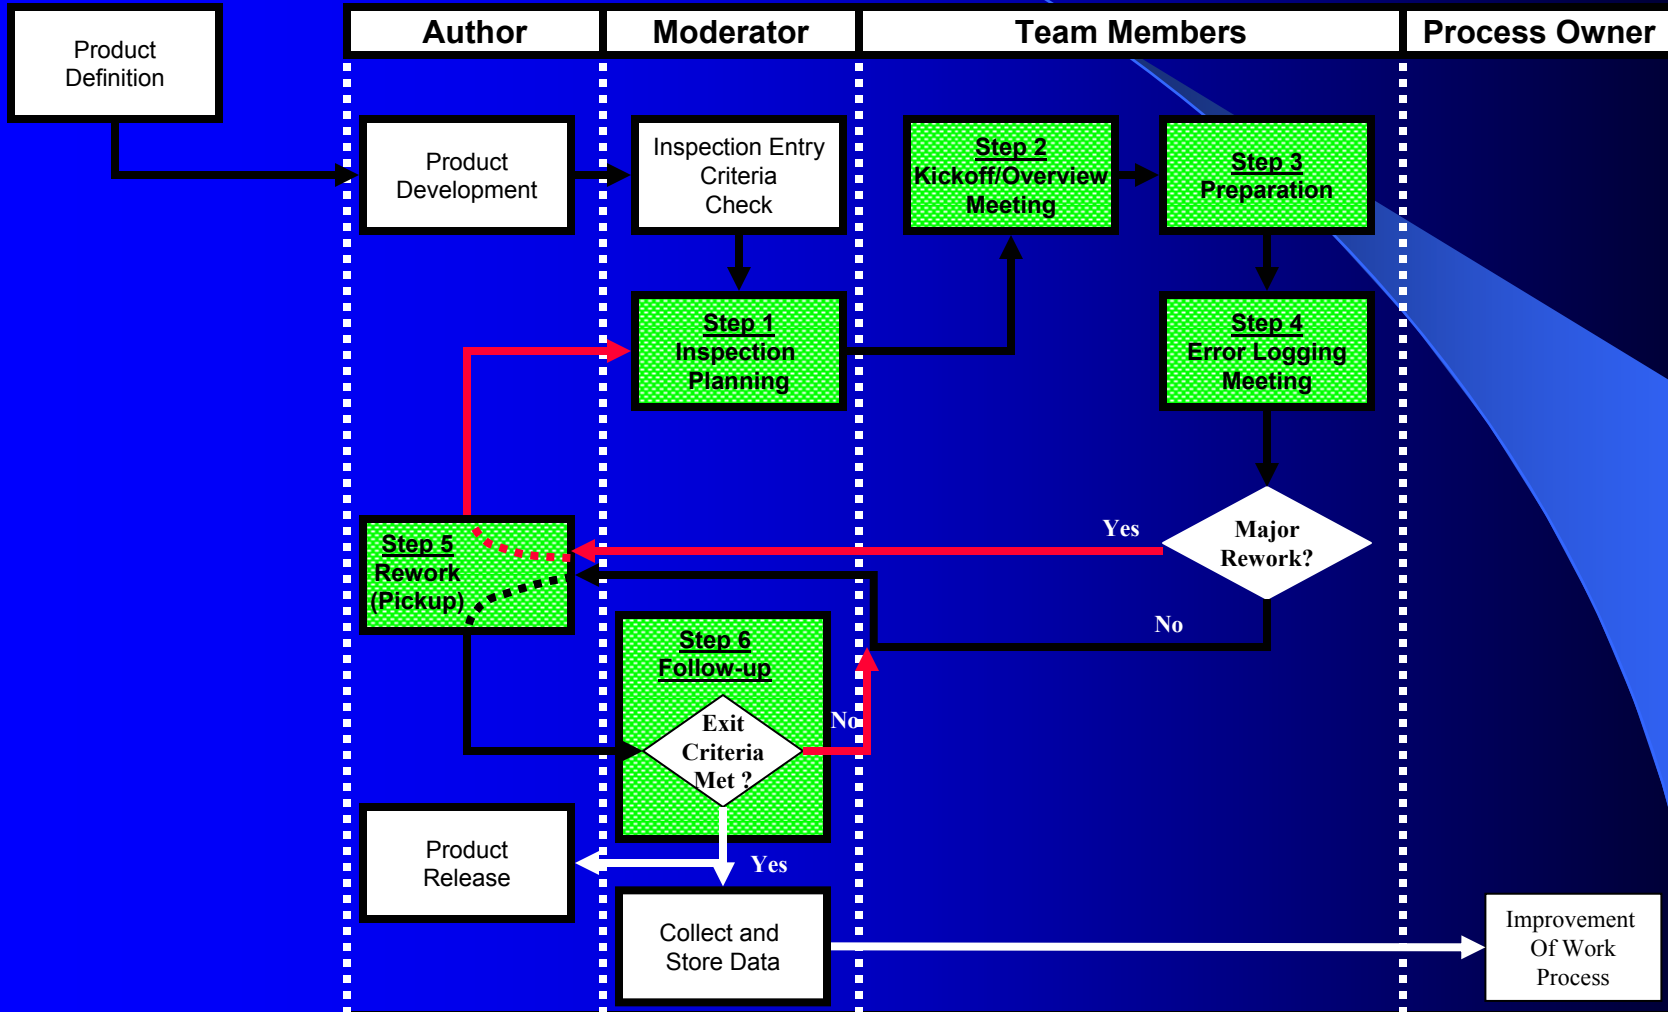 Author
Moderator
Team Members
Process Owner
Product
Definition
Product
Development
Inspection Entry
Criteria
Check
Step 2
Kickoff/Overview
Meeting
Step 3
Preparation
Step 1
Inspection
Planning
Step 4
Error Logging
Meeting
Step 5
Rework
(Pickup)
Yes
Major
Rework?
No
Step 6
Follow-up
Exit
Criteria
Met ?
No
Product
Release
Yes
Collect and
Store Data
Improvement
Of Work
Process